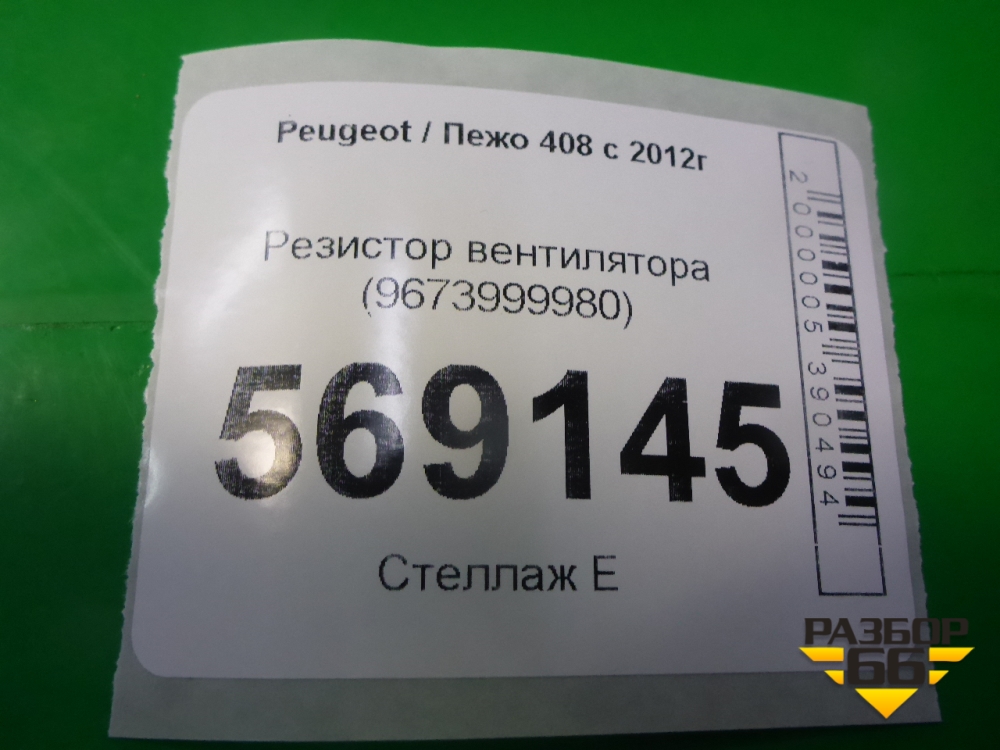 Peugeot / Пежо 408 с 2012г
Резистор вентилятора
(9673999980)
569145
Стеллаж Е
2000005390494
РАЗБОР
66